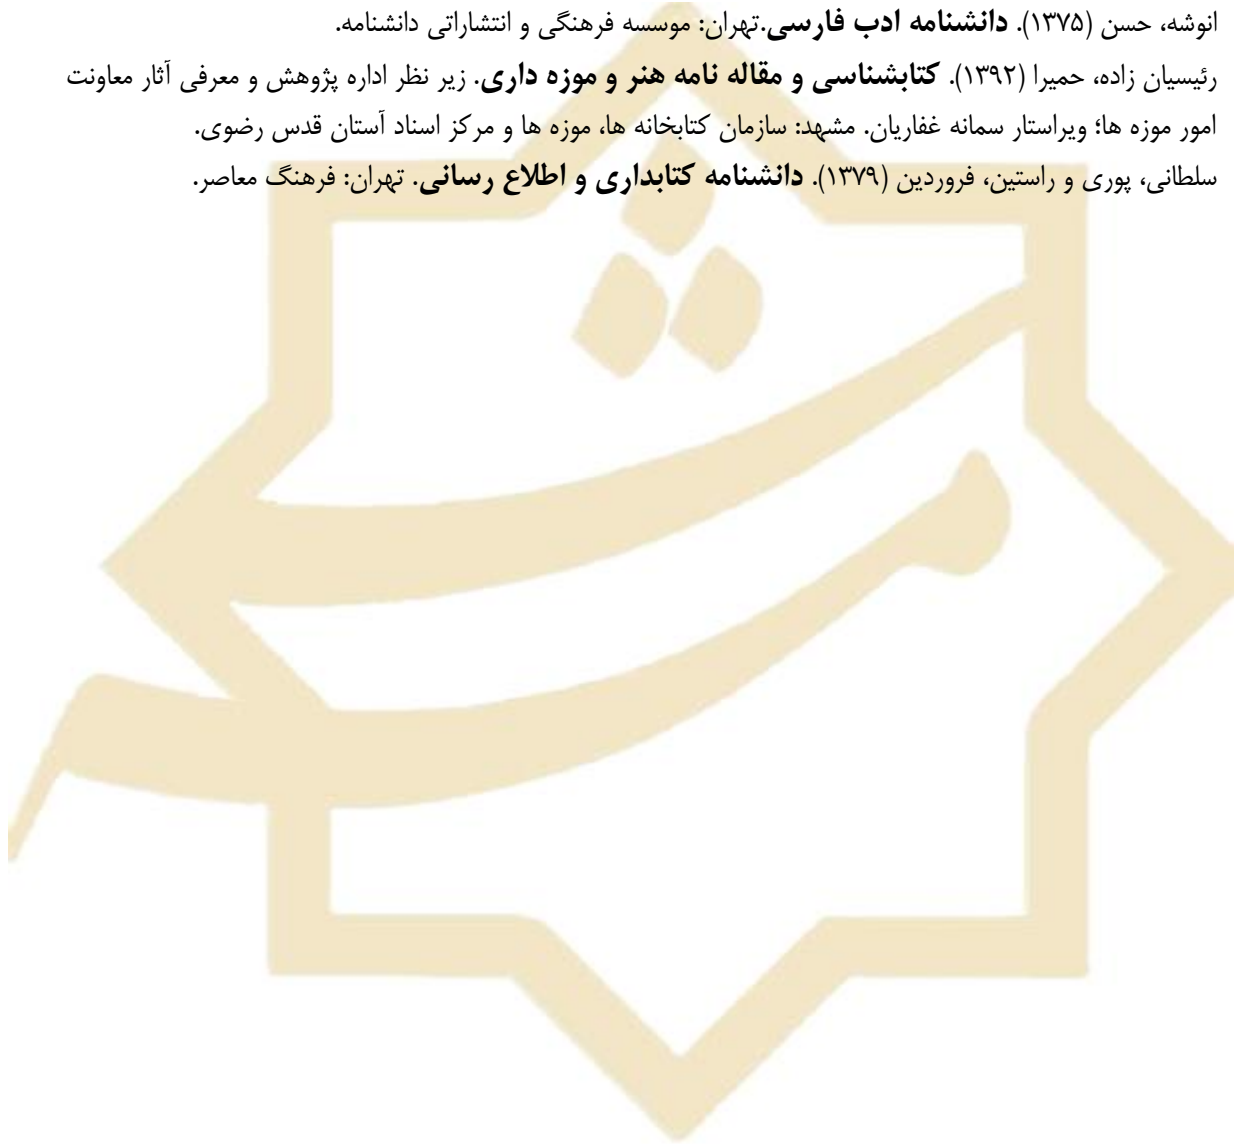 انوشه، حسن (۱۳۷۵). دانشنامه ادب فارسی.تهران: موسسه فرهنگی و انتشاراتی دانشنامه.
رئیسیان زاده، حمیرا (۱۳۹۲). کتابشناسی و مقاله نامه هنر و موزه داری. زیر نظر اداره پژوهش و معرفی آثار معاونت
امور موزه ها؛ ویراستار سمانه غفاریان. مشهد: سازمان کتابخانه ها، موزه ها و مرکز اسناد آستان قدس رضوی.
سلطانی، پوری و راستین، فروردین (۱۳۷۹). دانشنامه کتابداری و اطلاع رسانی. تهران: فرهنگ معاصر.